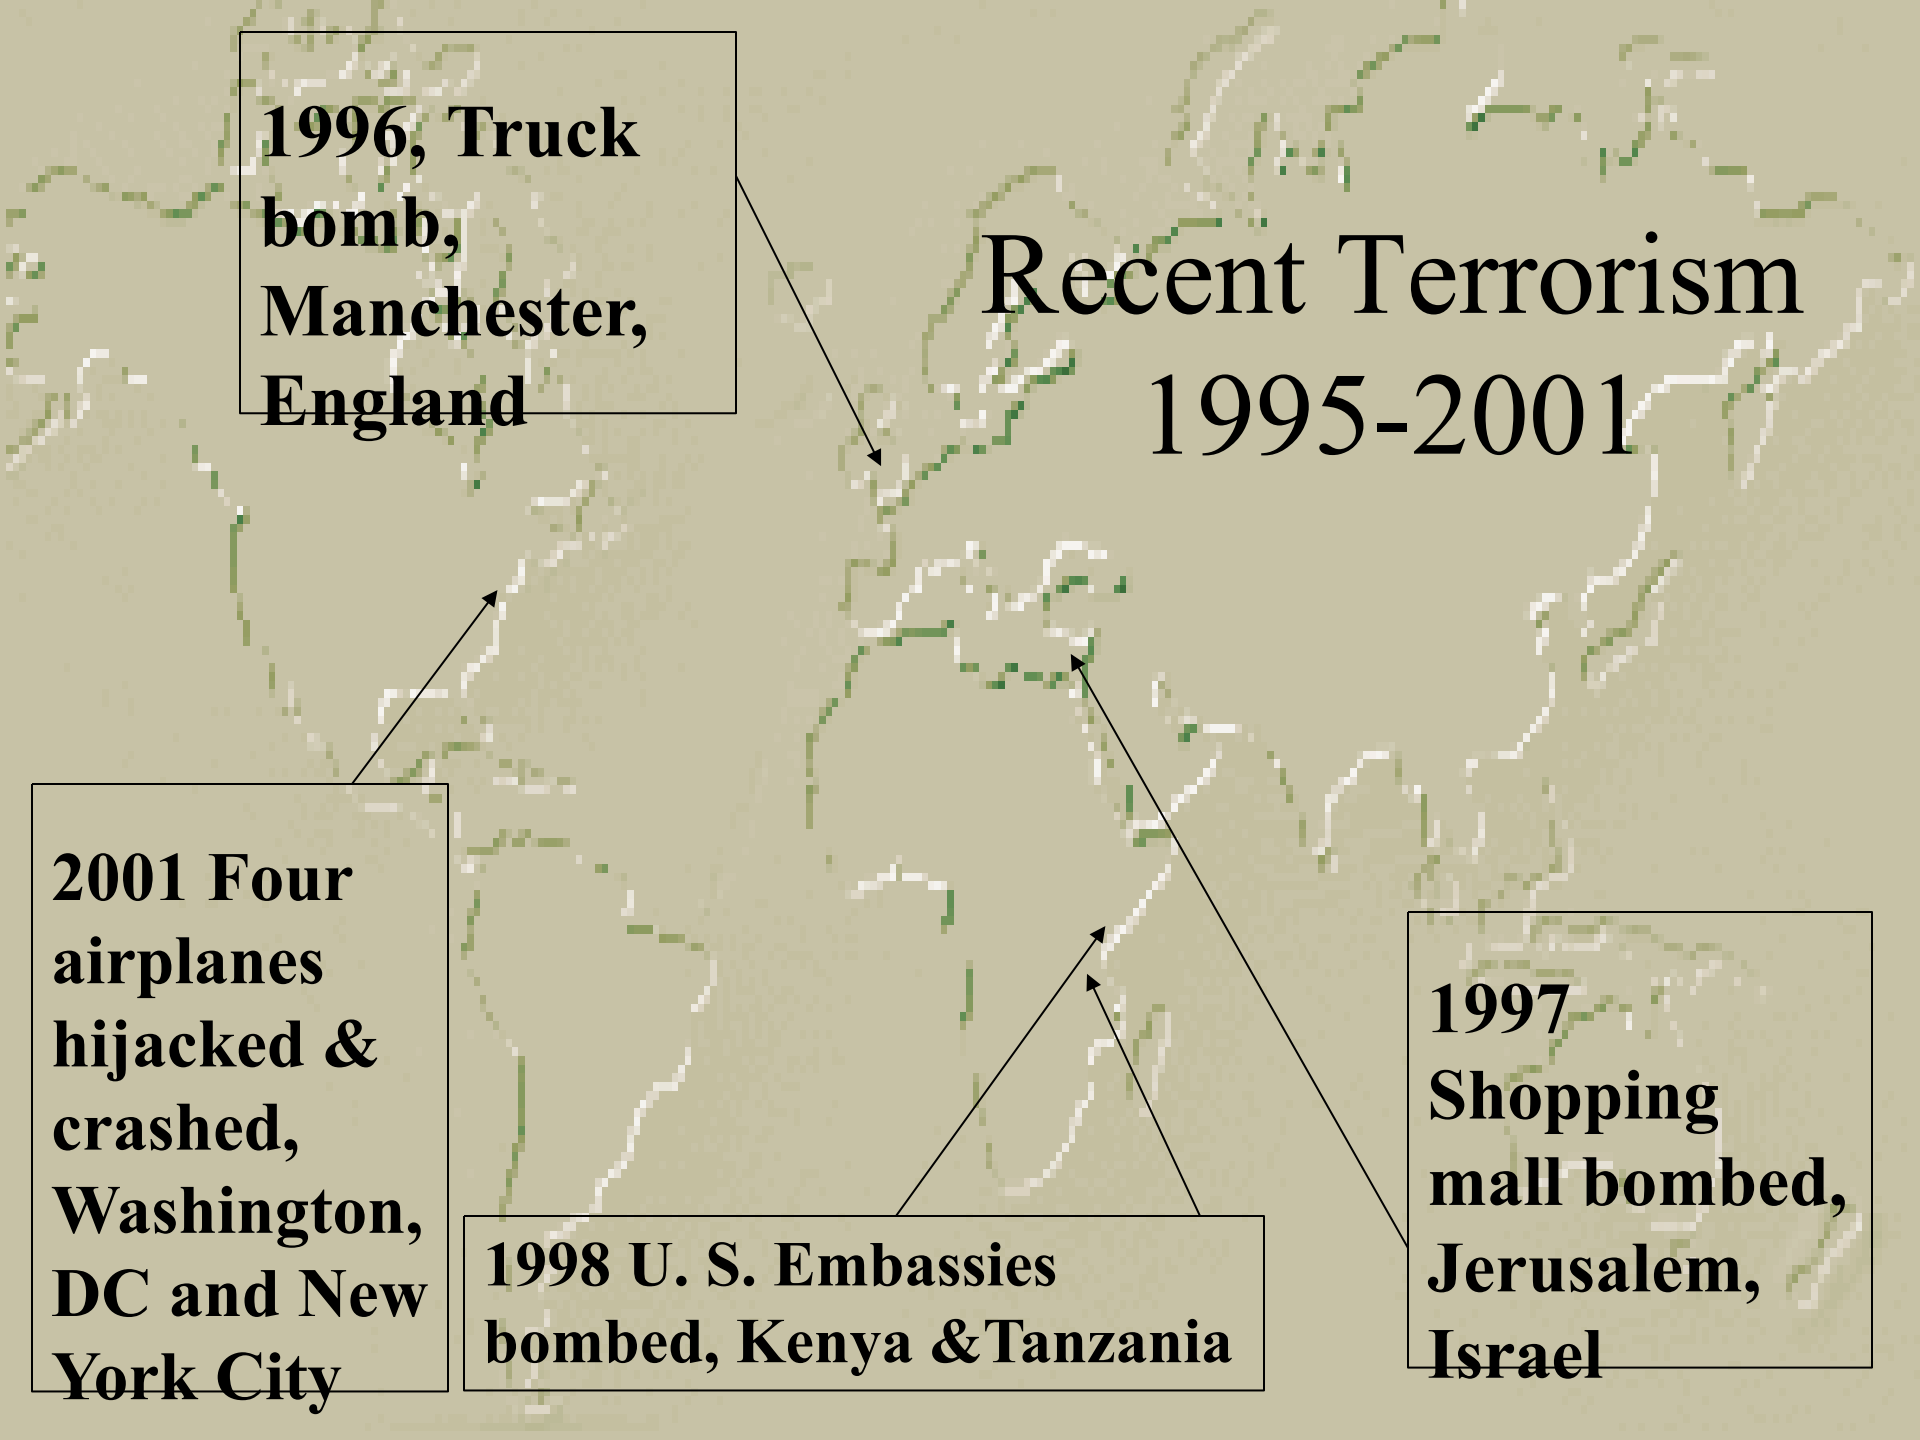 1996, Truck
bomb,
Manchester,
England
Recent Terrorism
1995-2001
2001 Four
airplanes
hijacked &
crashed,
Washington,
DC and New
York City
1998 U. S. Embassies
bombed, Kenya &Tanzania
1997
Shopping
mall bombed,
Jerusalem,
Israel